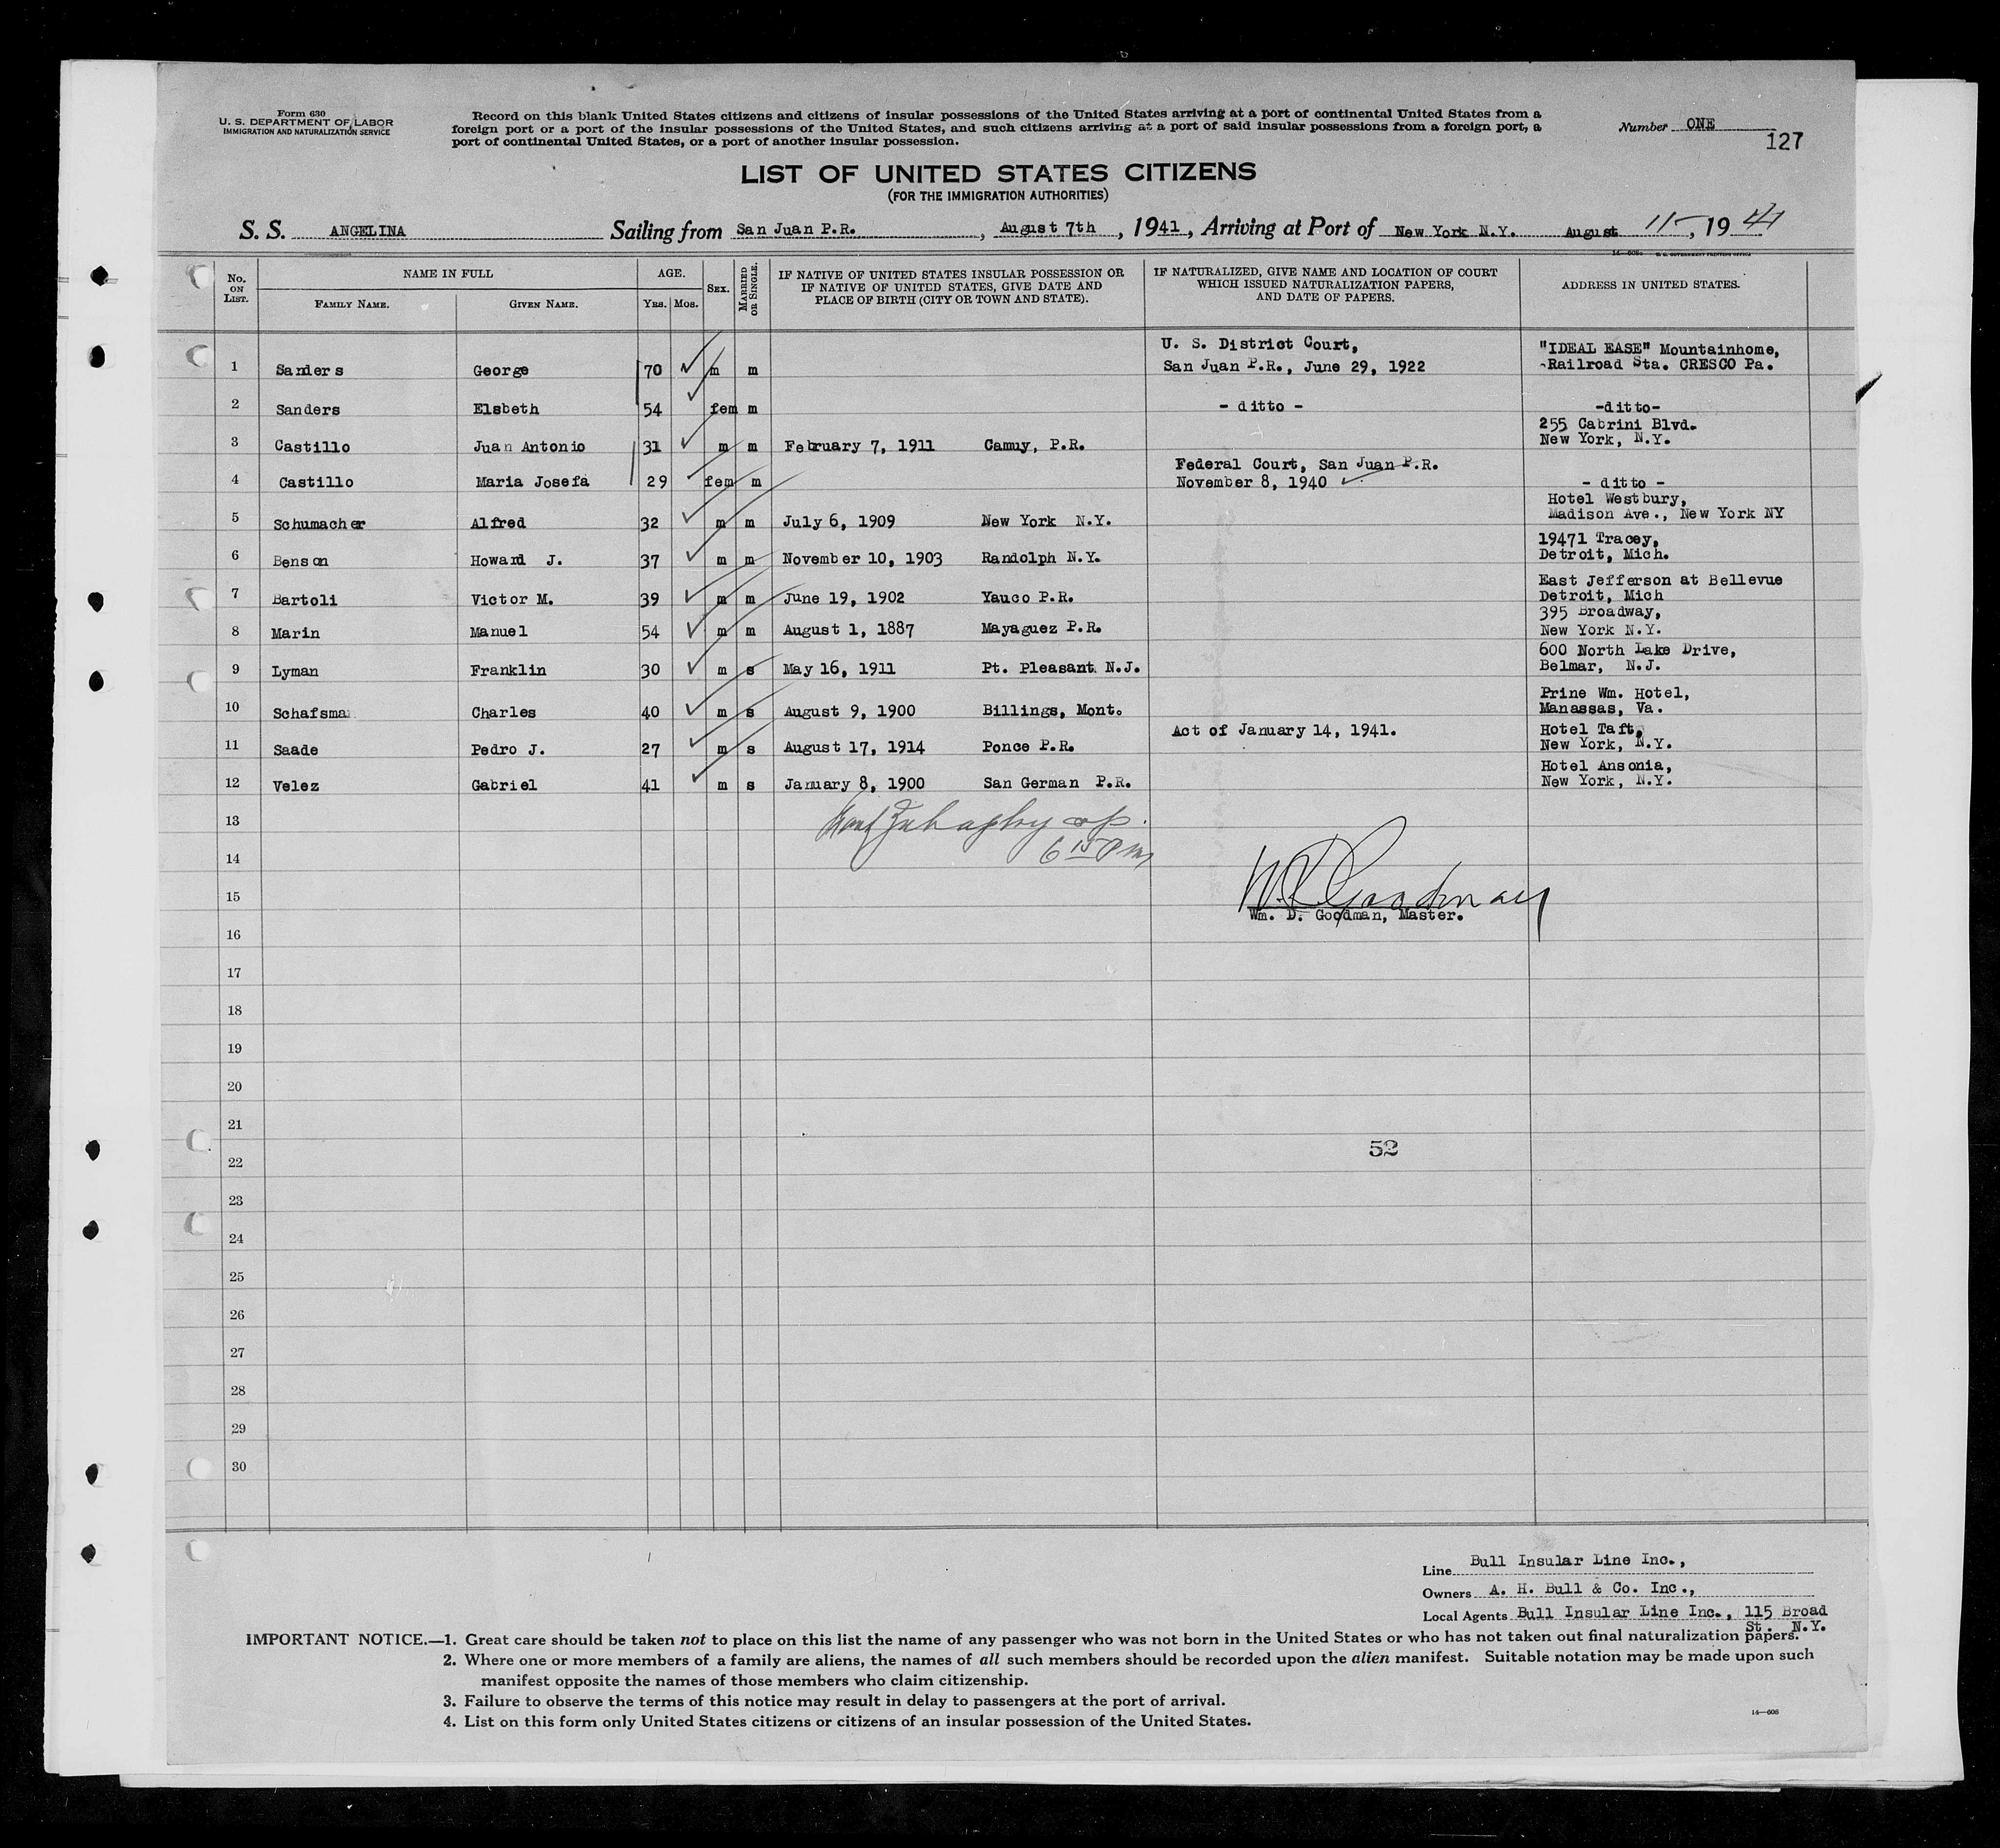 Form 630
U. S. DEPARTMENT OF LABOR
IMMIGRATION AND NATURALIZATION SERVICE
Record on this blank United States citizens and citizens of insular possessions of the United States arriving at a port of continental United States from a
foreign port or a port of the insular possessions of the United States, and such citizens arriving at a port of said insular possessions from a foreign port, a
port of continental United States, or a port of another insular possession.
Number ONE
127
LIST OF UNITED STATES CITIZENS
(FOR THE IMMIGRATION AUTHORITIES)
S. S. ANGELINA Sailing from San Juan P.R. , August 7th , 1941, Arriving at Port of New York N.Y. August 11- , 1941
No. ON LIST. NAME IN FULL FAMILY NAME. GIVEN NAME. AGE. YRS. MOS. SEX. MARRIED OR SINGLE. IF NATIVE OF UNITED STATES INSULAR POSSESSION OR IF NATIVE OF UNITED STATES, GIVE DATE AND PLACE OF BIRTH (CITY OR TOWN AND STATE). IF NATURALIZED, GIVE NAME AND LOCATION OF COURT WHICH ISSUED NATURALIZATION PAPERS, AND DATE OF PAPERS. ADDRESS IN UNITED STATES.
U. S. District Court, "IDEAL EASE" Mountainhome,
1 Sanders George 70 m m San Juan P.R., June 29, 1922 -Railroad Sta. CRESCO Pa.
2 Sanders Elsbeth 54 fem m - ditto - -ditto-
255 Cabrini Blvd.
3 Castillo Juan Antonio 31 m m February 7, 1911 Camuy, P.R. New York, N.Y.
Federal Court, San Juan P.R.
4 Castillo Maria Josefa 29 fem m November 8, 1940 - ditto -
Hotel Westbury,
5 Schumacher Alfred 32 m m July 6, 1909 New York N.Y. Madison Ave., New York NY
19471 Tracey,
6 Benson Howard J. 37 m m November 10, 1903 Randolph N.Y. Detroit, Mich.
East Jefferson at Bellevue
7 Bartoli Victor M. 39 m m June 19, 1902 Yauco P.R. Detroit, Mich
395 Broadway,
8 Marin Manuel 54 m m August 1, 1887 Mayaguez P.R. New York N.Y.
600 North Lake Drive,
9 Lyman Franklin 30 m s May 16, 1911 Pt. Pleasant N.J. Belmar, N.J.
Prine Wm. Hotel,
10 Schafsma Charles 40 m s August 9, 1900 Billings, Mont. Manassas, Va.
Act of January 14, 1941. Hotel Taft,
11 Saade Pedro J. 27 m s August 17, 1914 Ponce P.R. New York, N.Y.
Hotel Ansonia,
12 Velez Gabriel 41 m s January 8, 1900 San German P.R. New York, N.Y.
13
14 6 15 Pm
15 W D Goodman
Wm. D. Goodman, Master.
16
17
18
19
20
21
52
22
23
24
25
26
27
28
29
30
Line Bull Insular Line Inc.,
Owners A. H. Bull & Co. Inc.,
Local Agents Bull Insular Line Inc., 115 Broad
St. N.Y.
IMPORTANT NOTICE.—1. Great care should be taken not to place on this list the name of any passenger who was not born in the United States or who has not taken out final naturalization papers.
2. Where one or more members of a family are aliens, the names of all such members should be recorded upon the alien manifest. Suitable notation may be made upon such
manifest opposite the names of those members who claim citizenship.
3. Failure to observe the terms of this notice may result in delay to passengers at the port of arrival.
4. List on this form only United States citizens or citizens of an insular possession of the United States.
14—606